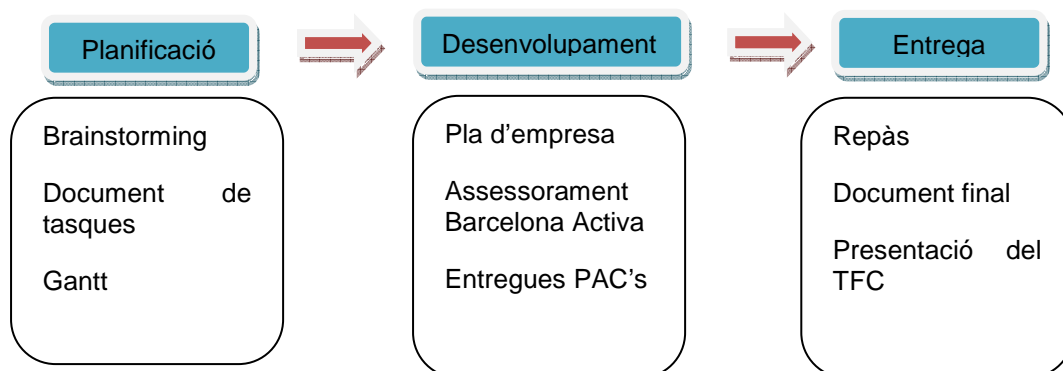 Planificació
Desenvolupament
Entrega
Brainstorming
Document de
tasques
Gantt
Pla d’empresa
Assessorament
Barcelona Activa
Entregues PAC’s
Repàs
Document final
Presentació del
TFC